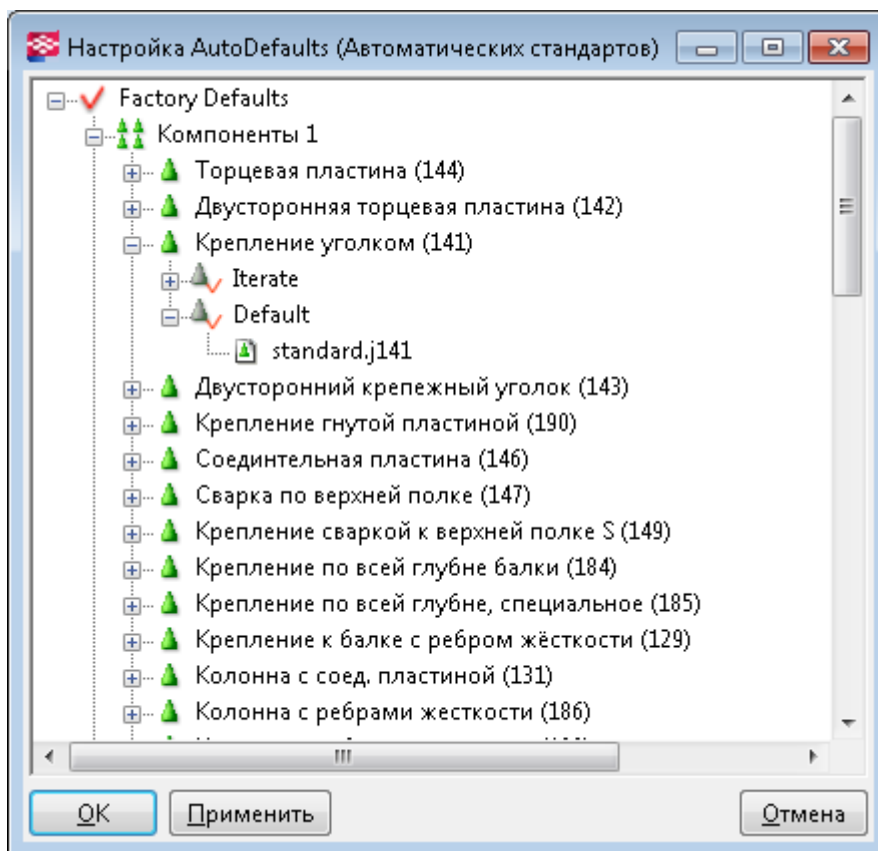 Настройка AutoDefaults (Автоматических стандартов)
Factory Defaults
Компоненты 1
Торцевая пластина (144)
Двусторонняя торцевая пластина (142)
Крепление уголком (141)
Iterate
Default
standard.j141
Двусторонний крепежный уголок (143)
Крепление гнутой пластиной (190)
Соединтельная пластина (146)
Сварка по верхней полке (147)
Крепление сваркой к верхней полке S (149)
Крепление по всей глубне балки (184)
Крепление по всей глубне, специальное (185)
Крепление к балке с ребром жёсткости (129)
Колонна с соед. пластиной (131)
Колонна с ребрами жесткости (186)
OK Применить Отмена